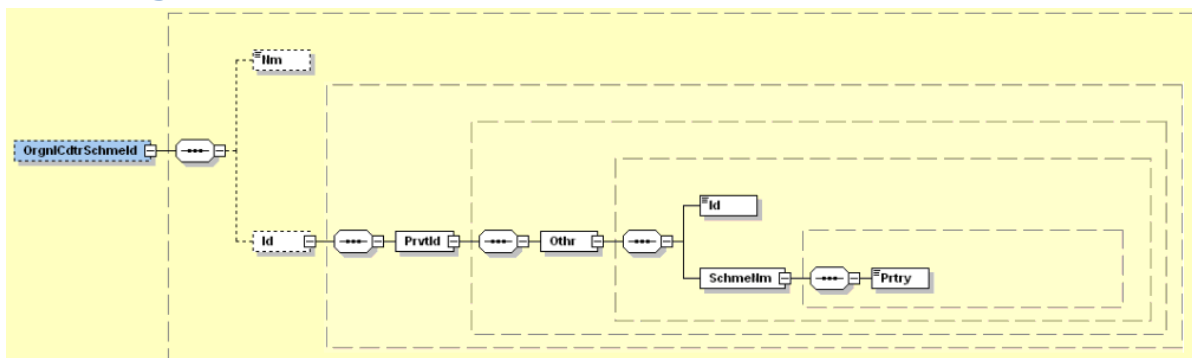 Nm
OrgnlCdtrSchmeId
Id
PrvtId
Othr
Id
SchmeNm
Prtry